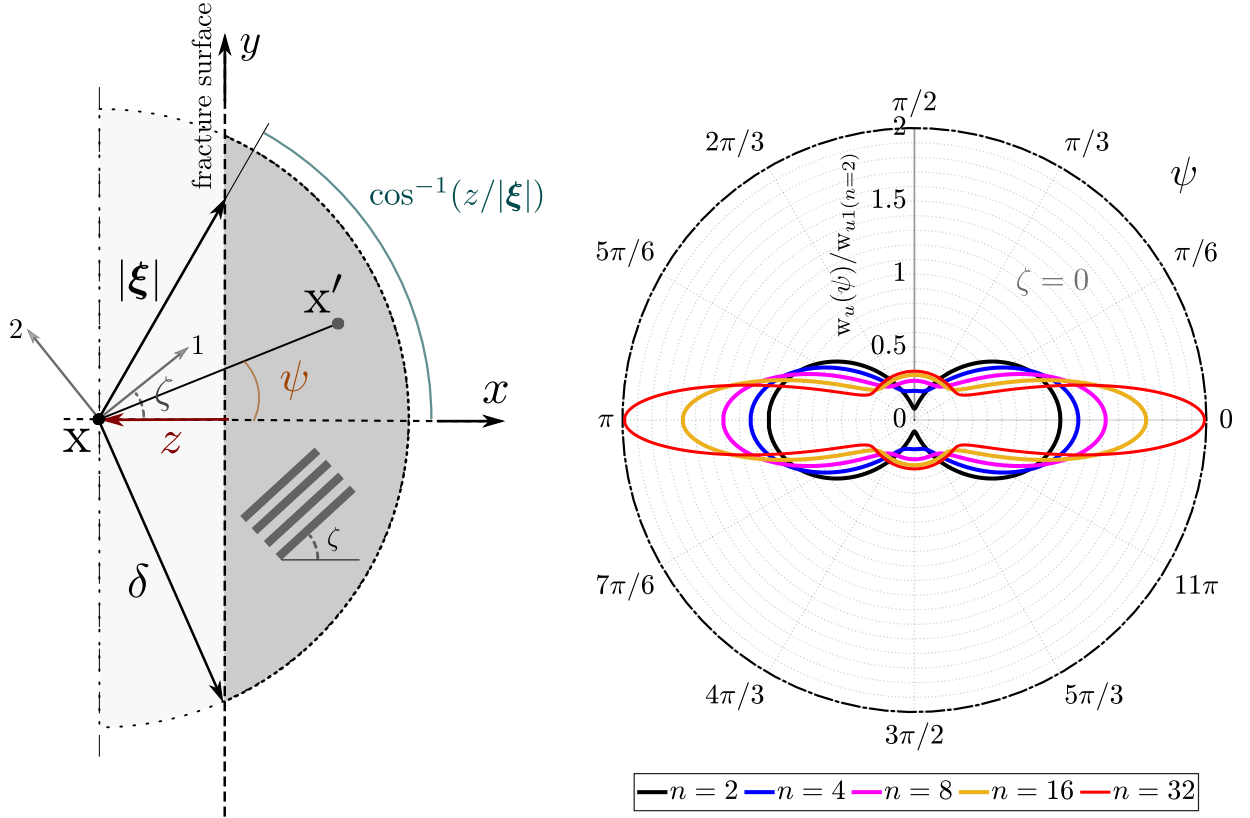 fracture surface
y
cos⁻¹(z/|ξ|)
|ξ|
x′
2
1
ζ
ψ
x
x
z
ζ
δ
π/2
2
2π/3
π/3
ψ
w_u(ψ)/w_{u1(n=2)}
1.5
5π/6
π/6
1
ζ = 0
0.5
π
0
0
7π/6
11π
4π/3
5π/3
3π/2
n = 2
n = 4
n = 8
n = 16
n = 32